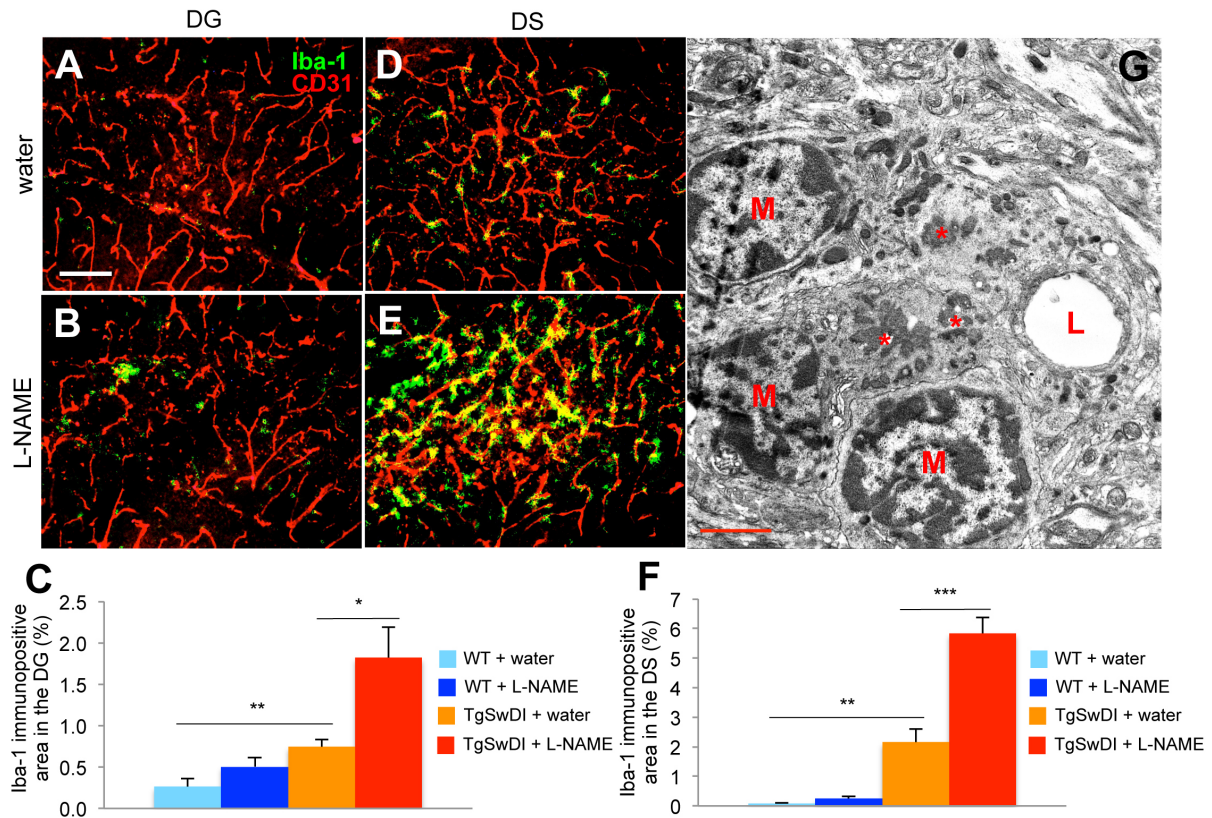 DG
DS
water
L-NAME
A
Iba-1
CD31
D
G
B
E
M
M
M
*
*
*
L
C
Iba-1 immunopositive
area in the DG (%)
2.5
2.0
1.5
1.0
0.5
0.0
**
*
WT + water
WT + L-NAME
TgSwDI + water
TgSwDI + L-NAME
F
Iba-1 immunopositive
area in the DS (%)
7
6
5
4
3
2
1
0
**
***
WT + water
WT + L-NAME
TgSwDI + water
TgSwDI + L-NAME